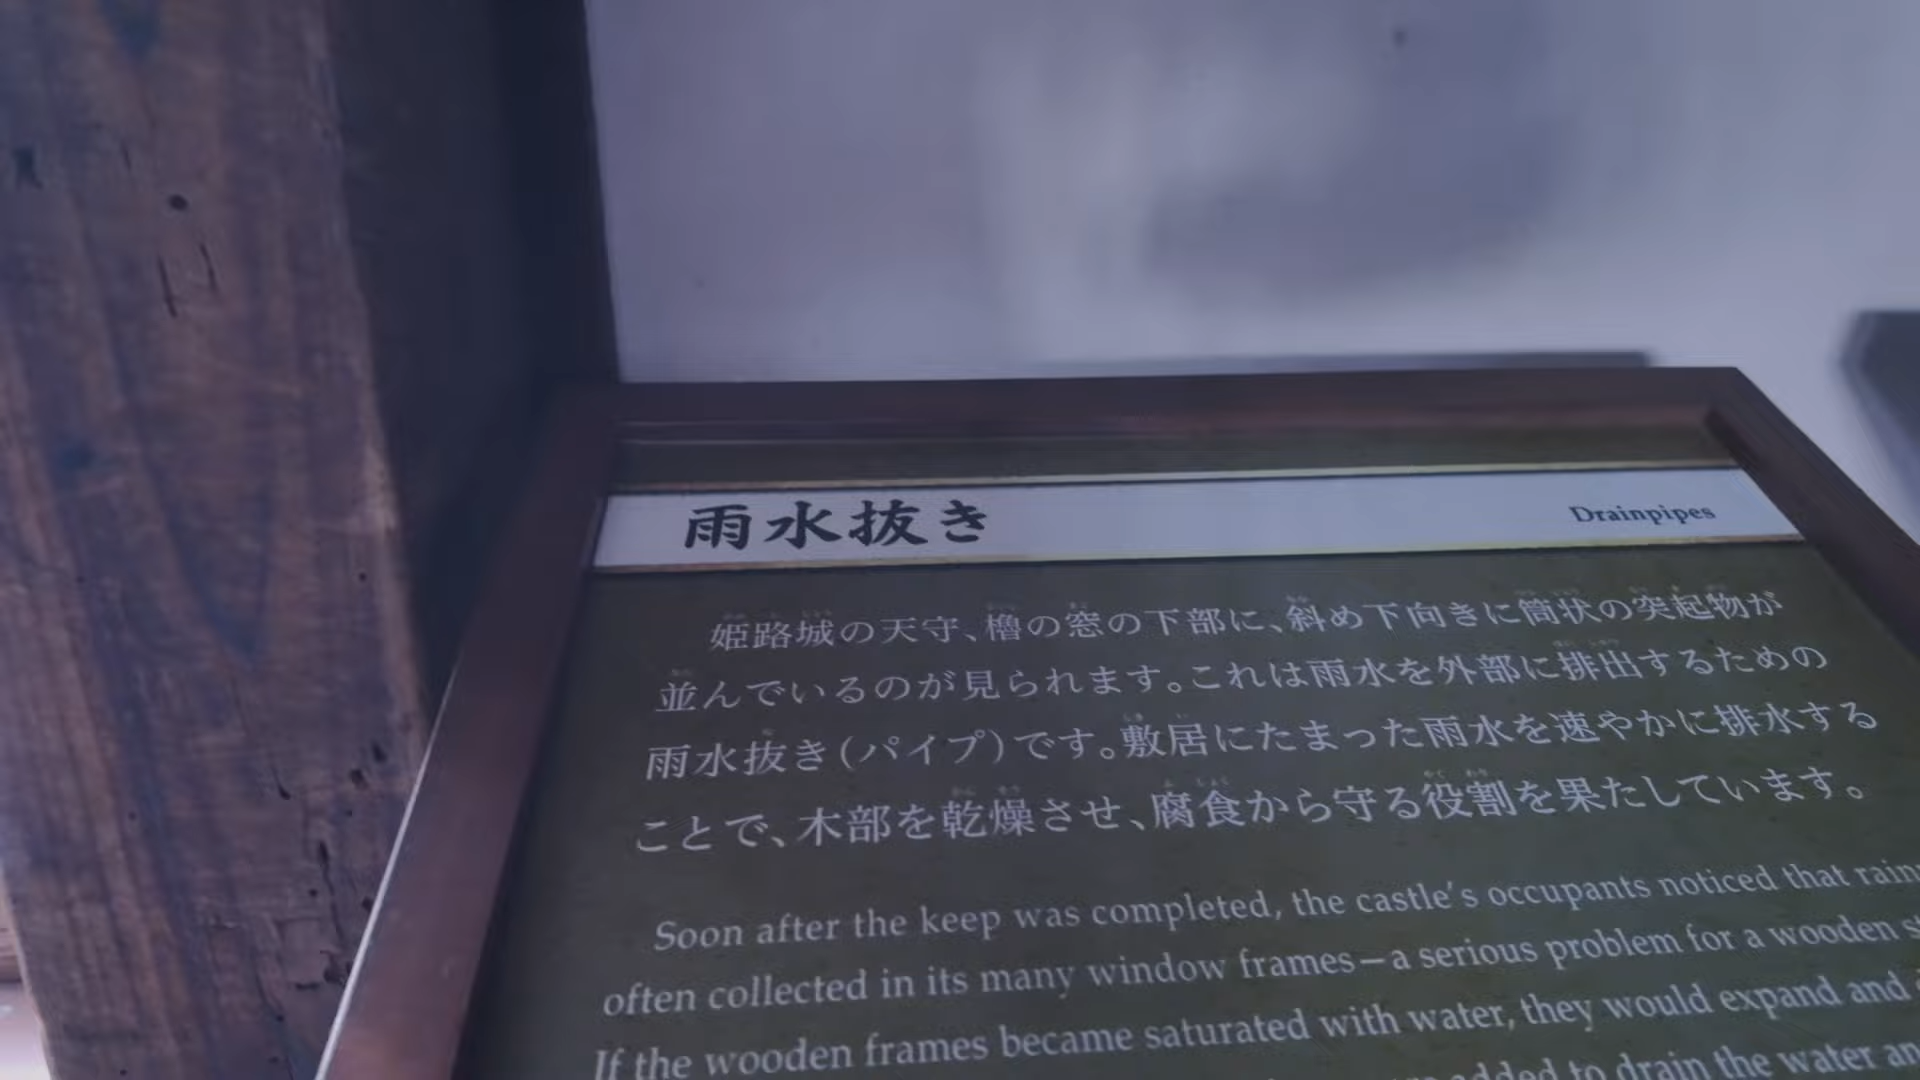 雨水抜き
Drainpipes
姫路城の天守、櫓の窓の下部に、斜め下向きに筒状の突起物が
並んでいるのが見られます。これは雨水を外部に排出するための
雨水抜き(パイプ)です。敷居にたまった雨水を速やかに排水する
ことで、木部を乾燥させ、腐食から守る役割を果たしています。
Soon after the keep was completed, the castle's occupants noticed that
often collected in its many window frames—a serious problem for a wooden
If the wooden frames became saturated with water, they would expand and
added to drain the water